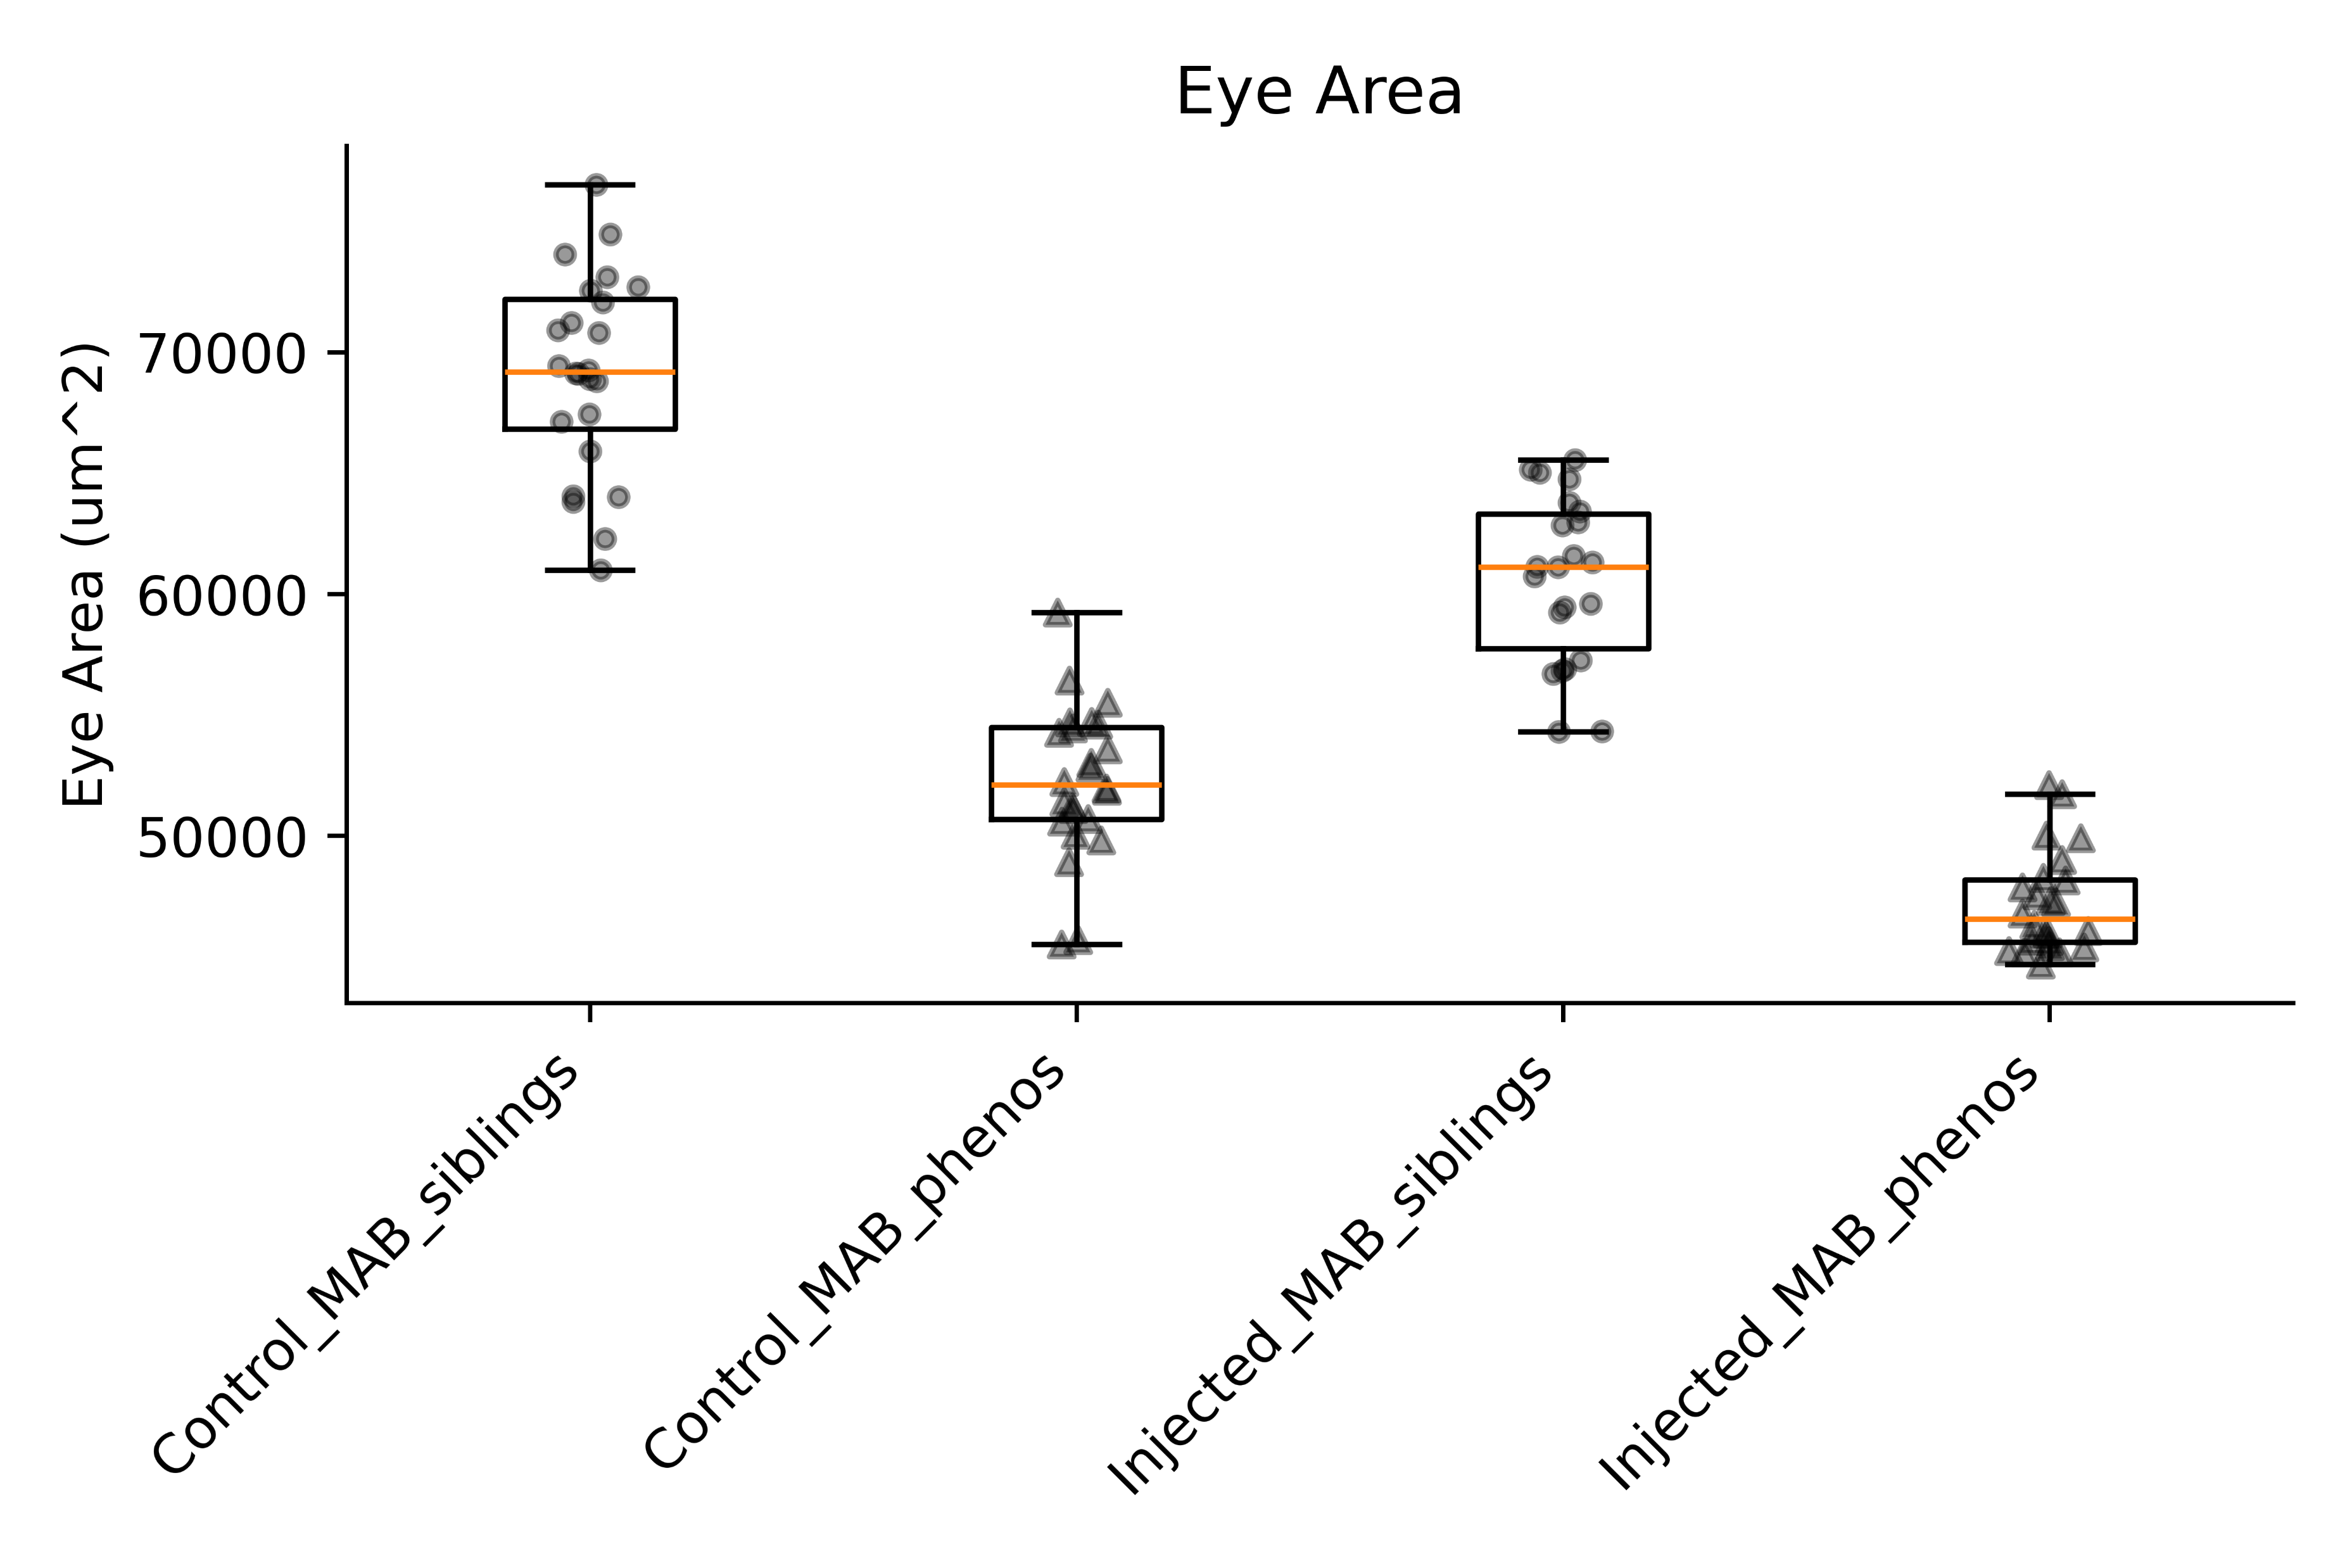 Eye Area
Eye Area (um^2)
70000
60000
50000
Control_MAB_siblings
Control_MAB_phenos
Injected_MAB_siblings
Injected_MAB_phenos